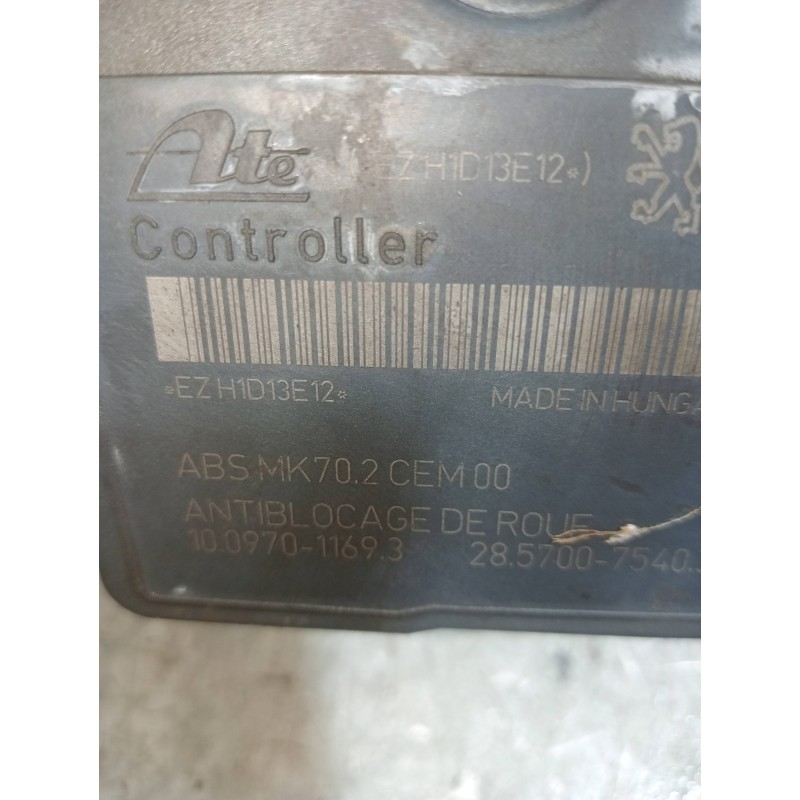 Ate
EZ H1D13E12*)
Controller
*EZ H1D13E12*
MADE IN HUNGA
ABS MK70.2 CEM 00
ANTIBLOCAGE DE ROUE
10.0970-1169.3 28.5700-7540.